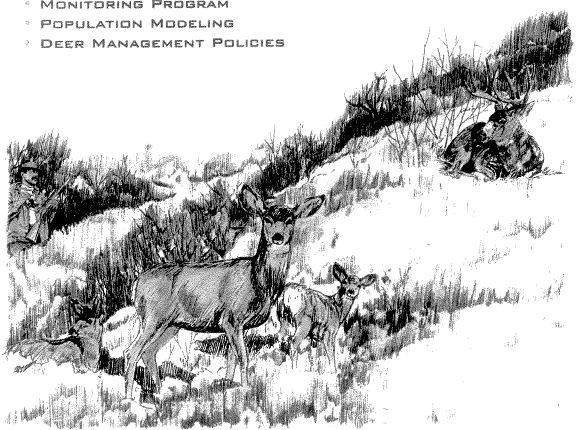 Monitoring Program
Population Modeling
Deer Management Policies